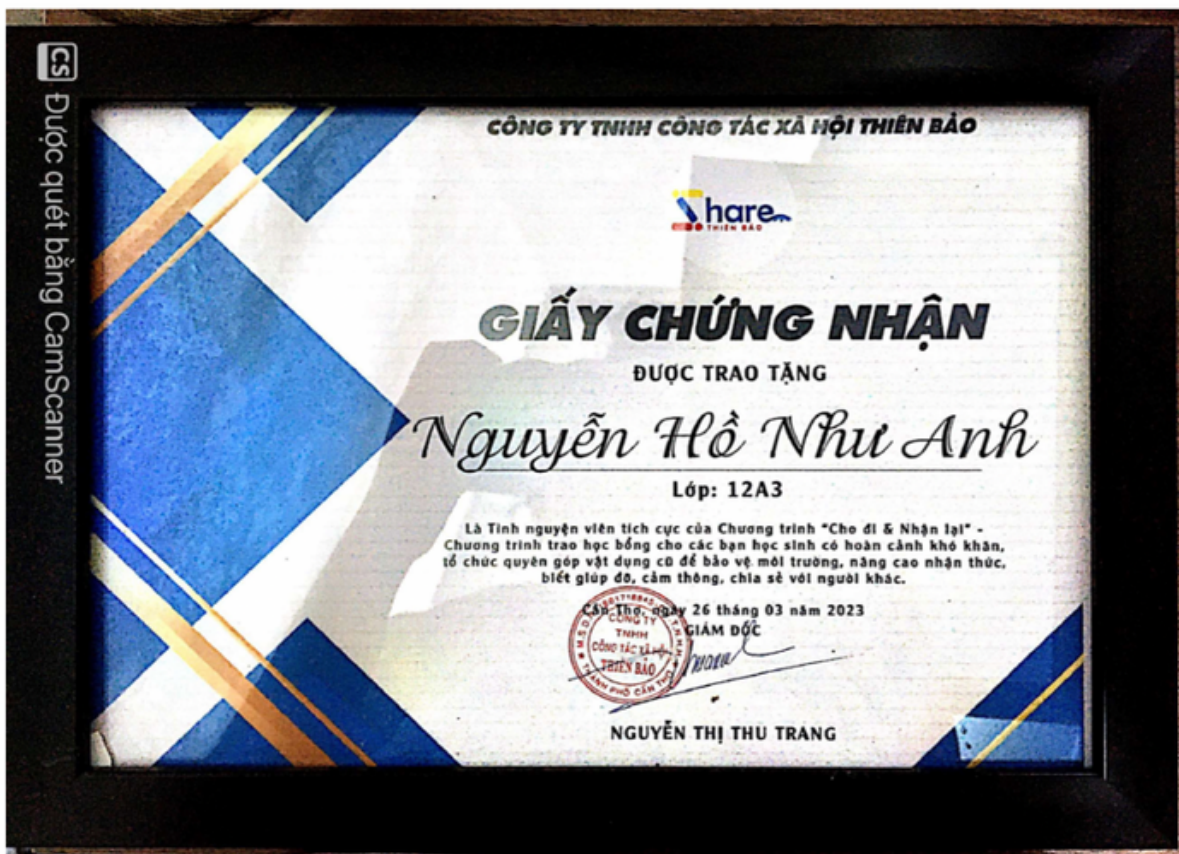 CS Được quét bằng CamScanner
CÔNG TY TNHH CÔNG TÁC XÃ HỘI THIÊN BẢO
Share
THIÊN BẢO
GIẤY CHỨNG NHẬN
ĐƯỢC TRAO TẶNG
Nguyễn Hồ Như Anh
Lớp: 12A3
Là Tình nguyện viên tích cực của Chương trình "Cho đi & Nhận lại" -
Chương trình trao học bổng cho các bạn học sinh có hoàn cảnh khó khăn,
tổ chức quyên góp vật dụng cũ để bảo vệ môi trường, nâng cao nhận thức,
biết giúp đỡ, cảm thông, chia sẻ với người khác.
Cần Thơ, ngày 26 tháng 03 năm 2023
GIÁM ĐỐC
CÔNG TY
TNHH
CÔNG TÁC XÃ HỘI
THIÊN BẢO
THÀNH PHỐ CẦN THƠ
NGUYỄN THỊ THU TRANG